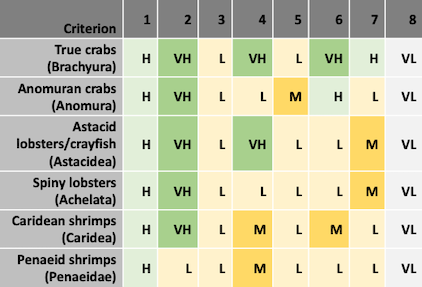 Criterion 1 2 3 4 5 6 7 8
True crabs
(Brachyura) H VH L VH L VH H VL
Anomuran crabs
(Anomura) H VH L L M H L VL
Astacid
lobsters/crayfish
(Astacidea) H VH L VH L L M VL
Spiny lobsters
(Achelata) H VH L L L L M VL
Caridean shrimps
(Caridea) H VH L M L M L VL
Penaeid shrimps
(Penaeidae) H L L M L L L VL